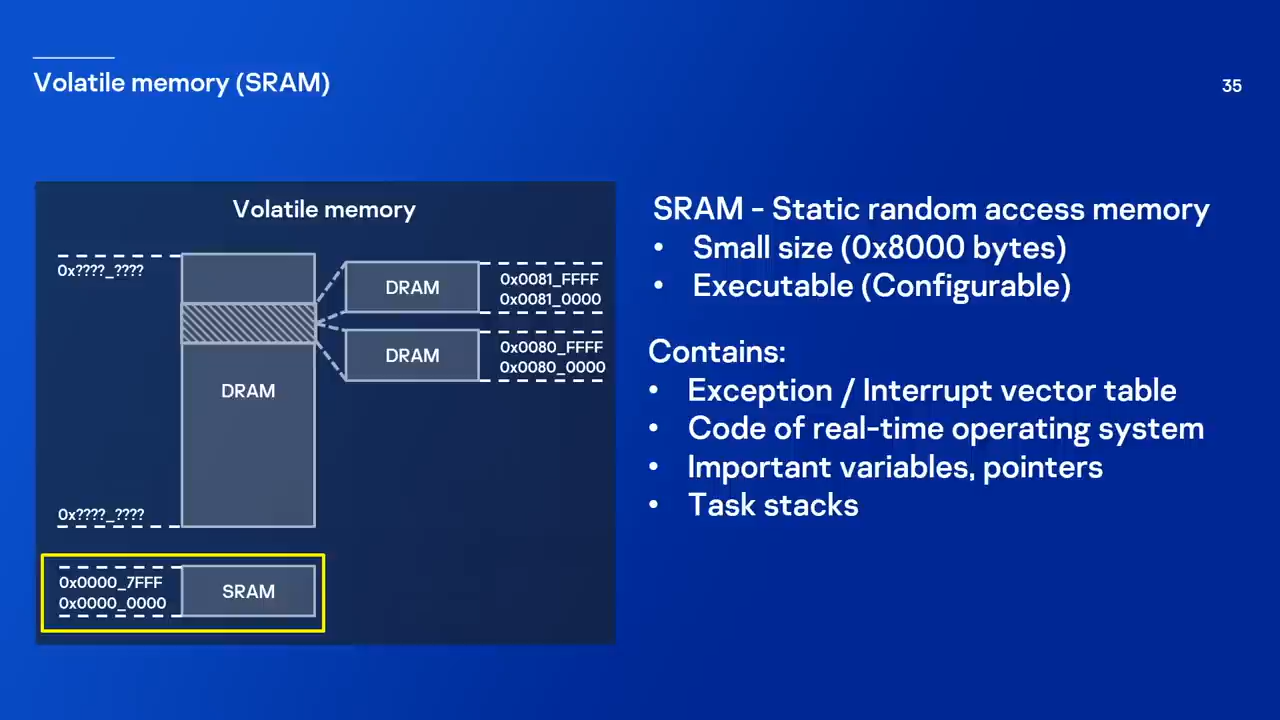 Volatile memory (SRAM)
35
Volatile memory
0x????_????
DRAM
0x0081_FFFF
0x0081_0000
DRAM
0x0080_FFFF
0x0080_0000
DRAM
0x????_????
0x0000_7FFF
0x0000_0000
SRAM
SRAM - Static random access memory
• Small size (0x8000 bytes)
• Executable (Configurable)
Contains:
• Exception / Interrupt vector table
• Code of real-time operating system
• Important variables, pointers
• Task stacks